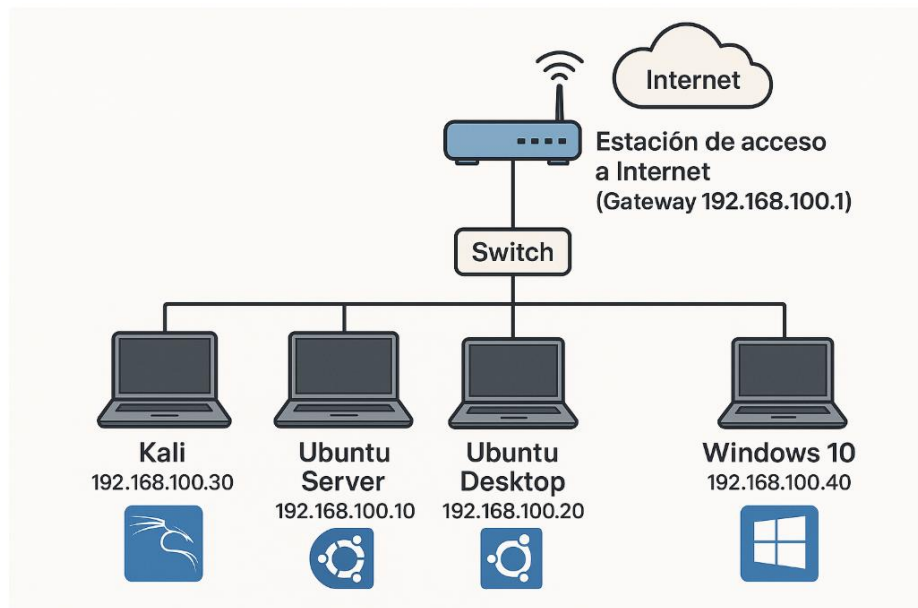 Internet
Estación de acceso
a Internet
(Gateway 192.168.100.1)
Switch
Kali
192.168.100.30
Ubuntu
Server
192.168.100.10
Ubuntu
Desktop
192.168.100.20
Windows 10
192.168.100.40